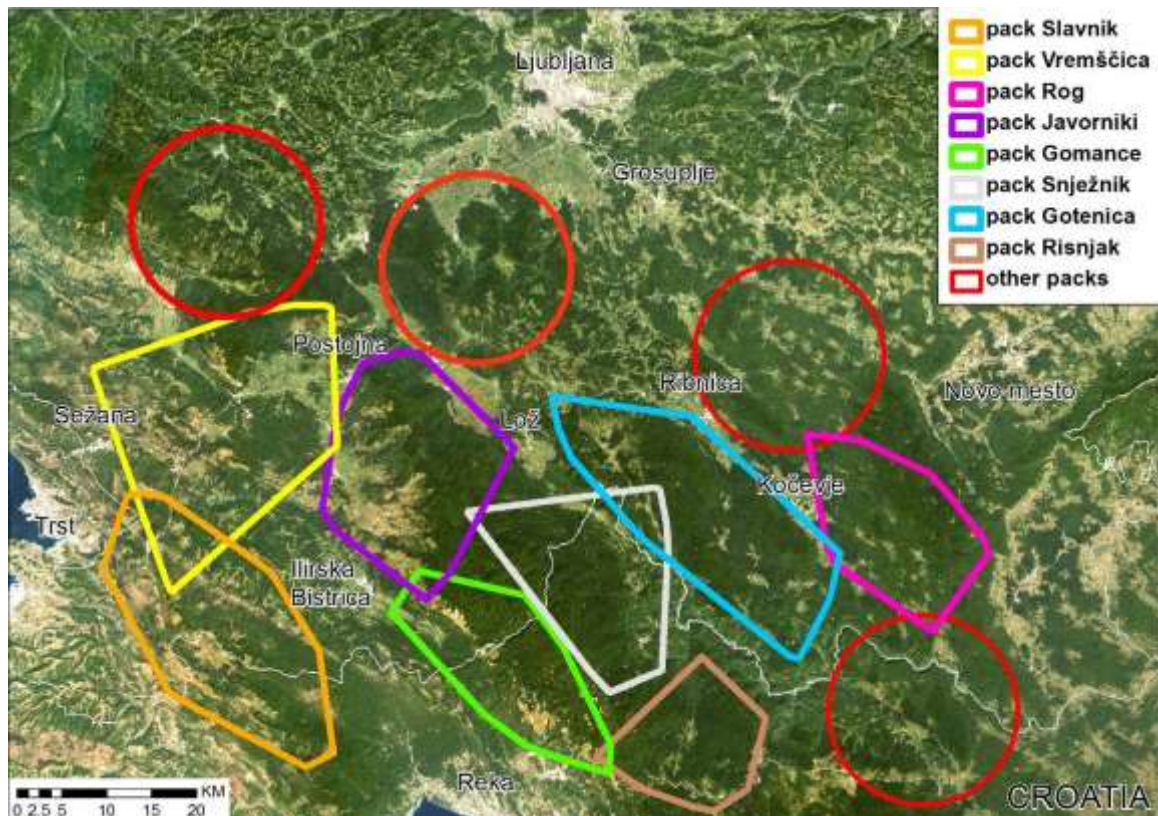 pack Slavnik
pack Vremščica
pack Rog
pack Javorniki
pack Gomance
pack Snježnik
pack Gotenica
pack Risnjak
other packs
Ljubljana
Grosuplje
Postojna
Ribnica
Novo mesto
Sežana
Lož
Kočevje
Trst
Ilirska
Bistrica
Reka
CROATIA
KM
0 2.5 5 10 15 20